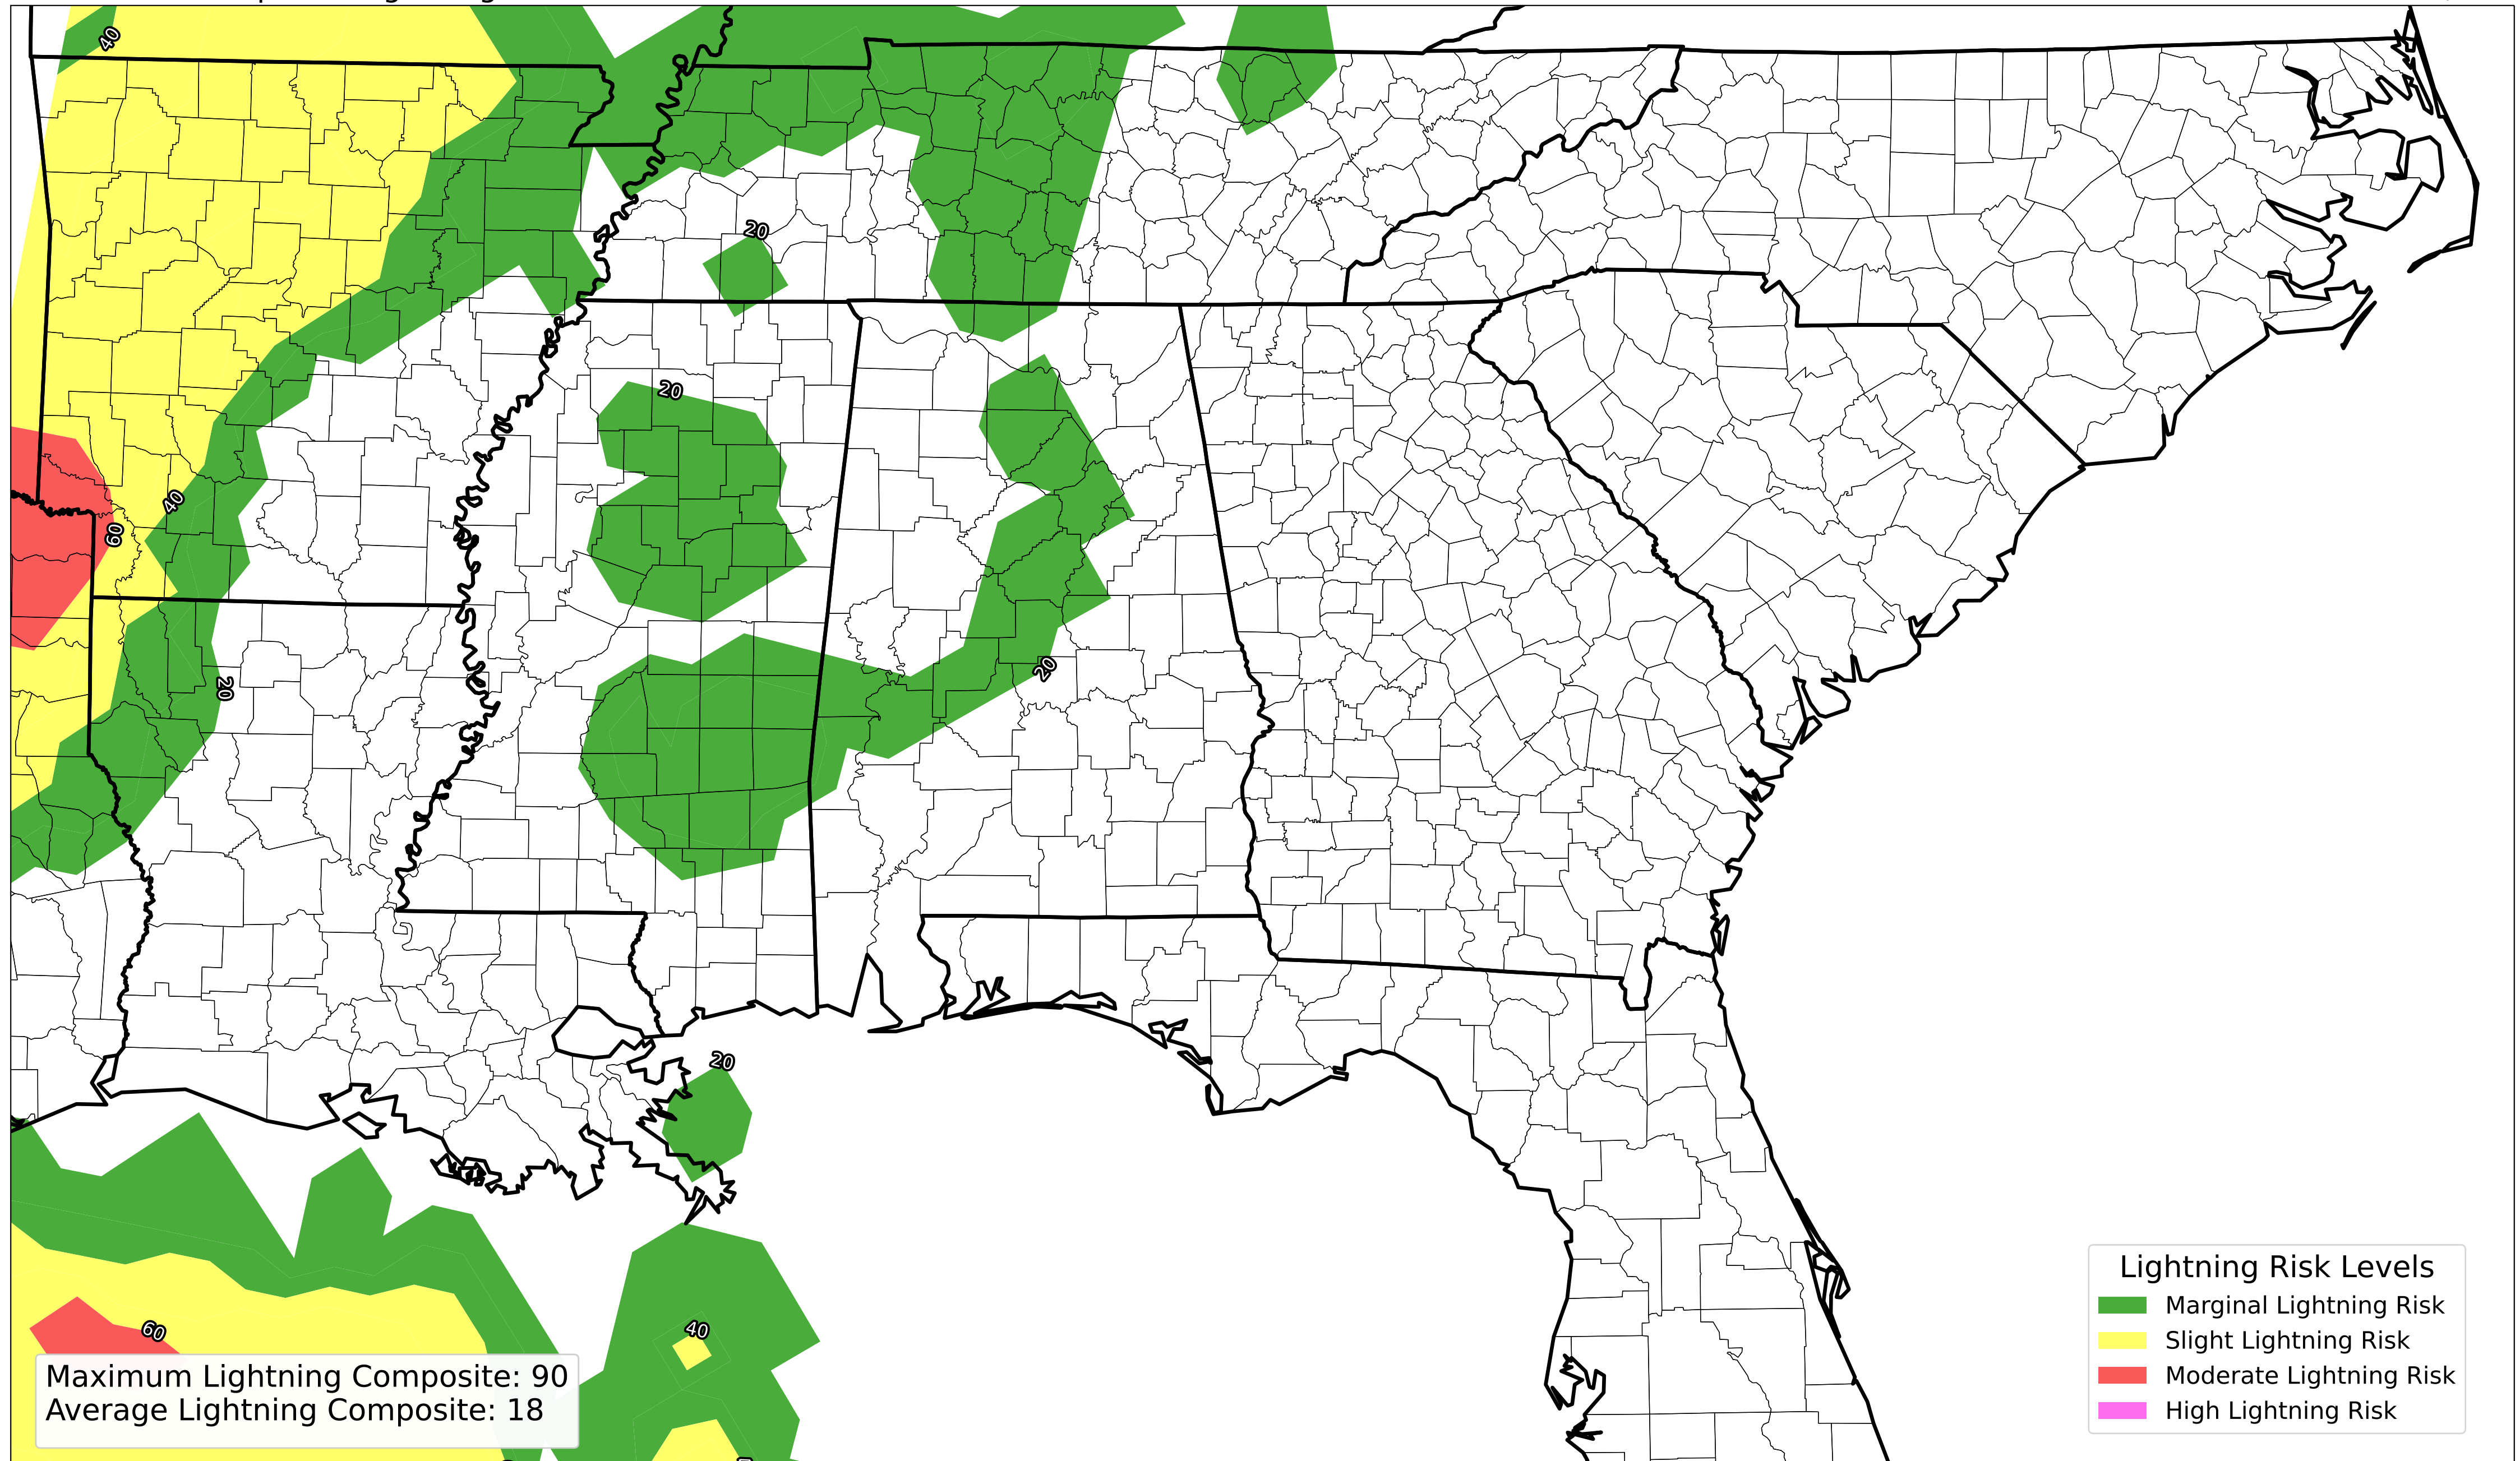 40
20
20
40
60
20
20
20
60
40
Lightning Risk Levels
Marginal Lightning Risk
Slight Lightning Risk
Moderate Lightning Risk
High Lightning Risk
Maximum Lightning Composite: 90
Average Lightning Composite: 18